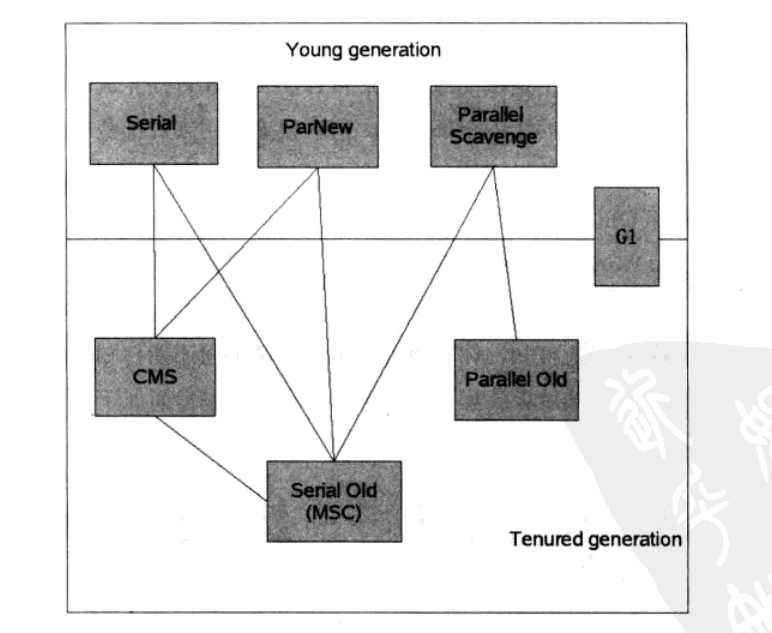 Young generation
Serial
ParNew
Parallel
Scavenge
G1
CMS
Parallel Old
Serial Old
(MSC)
Tenured generation